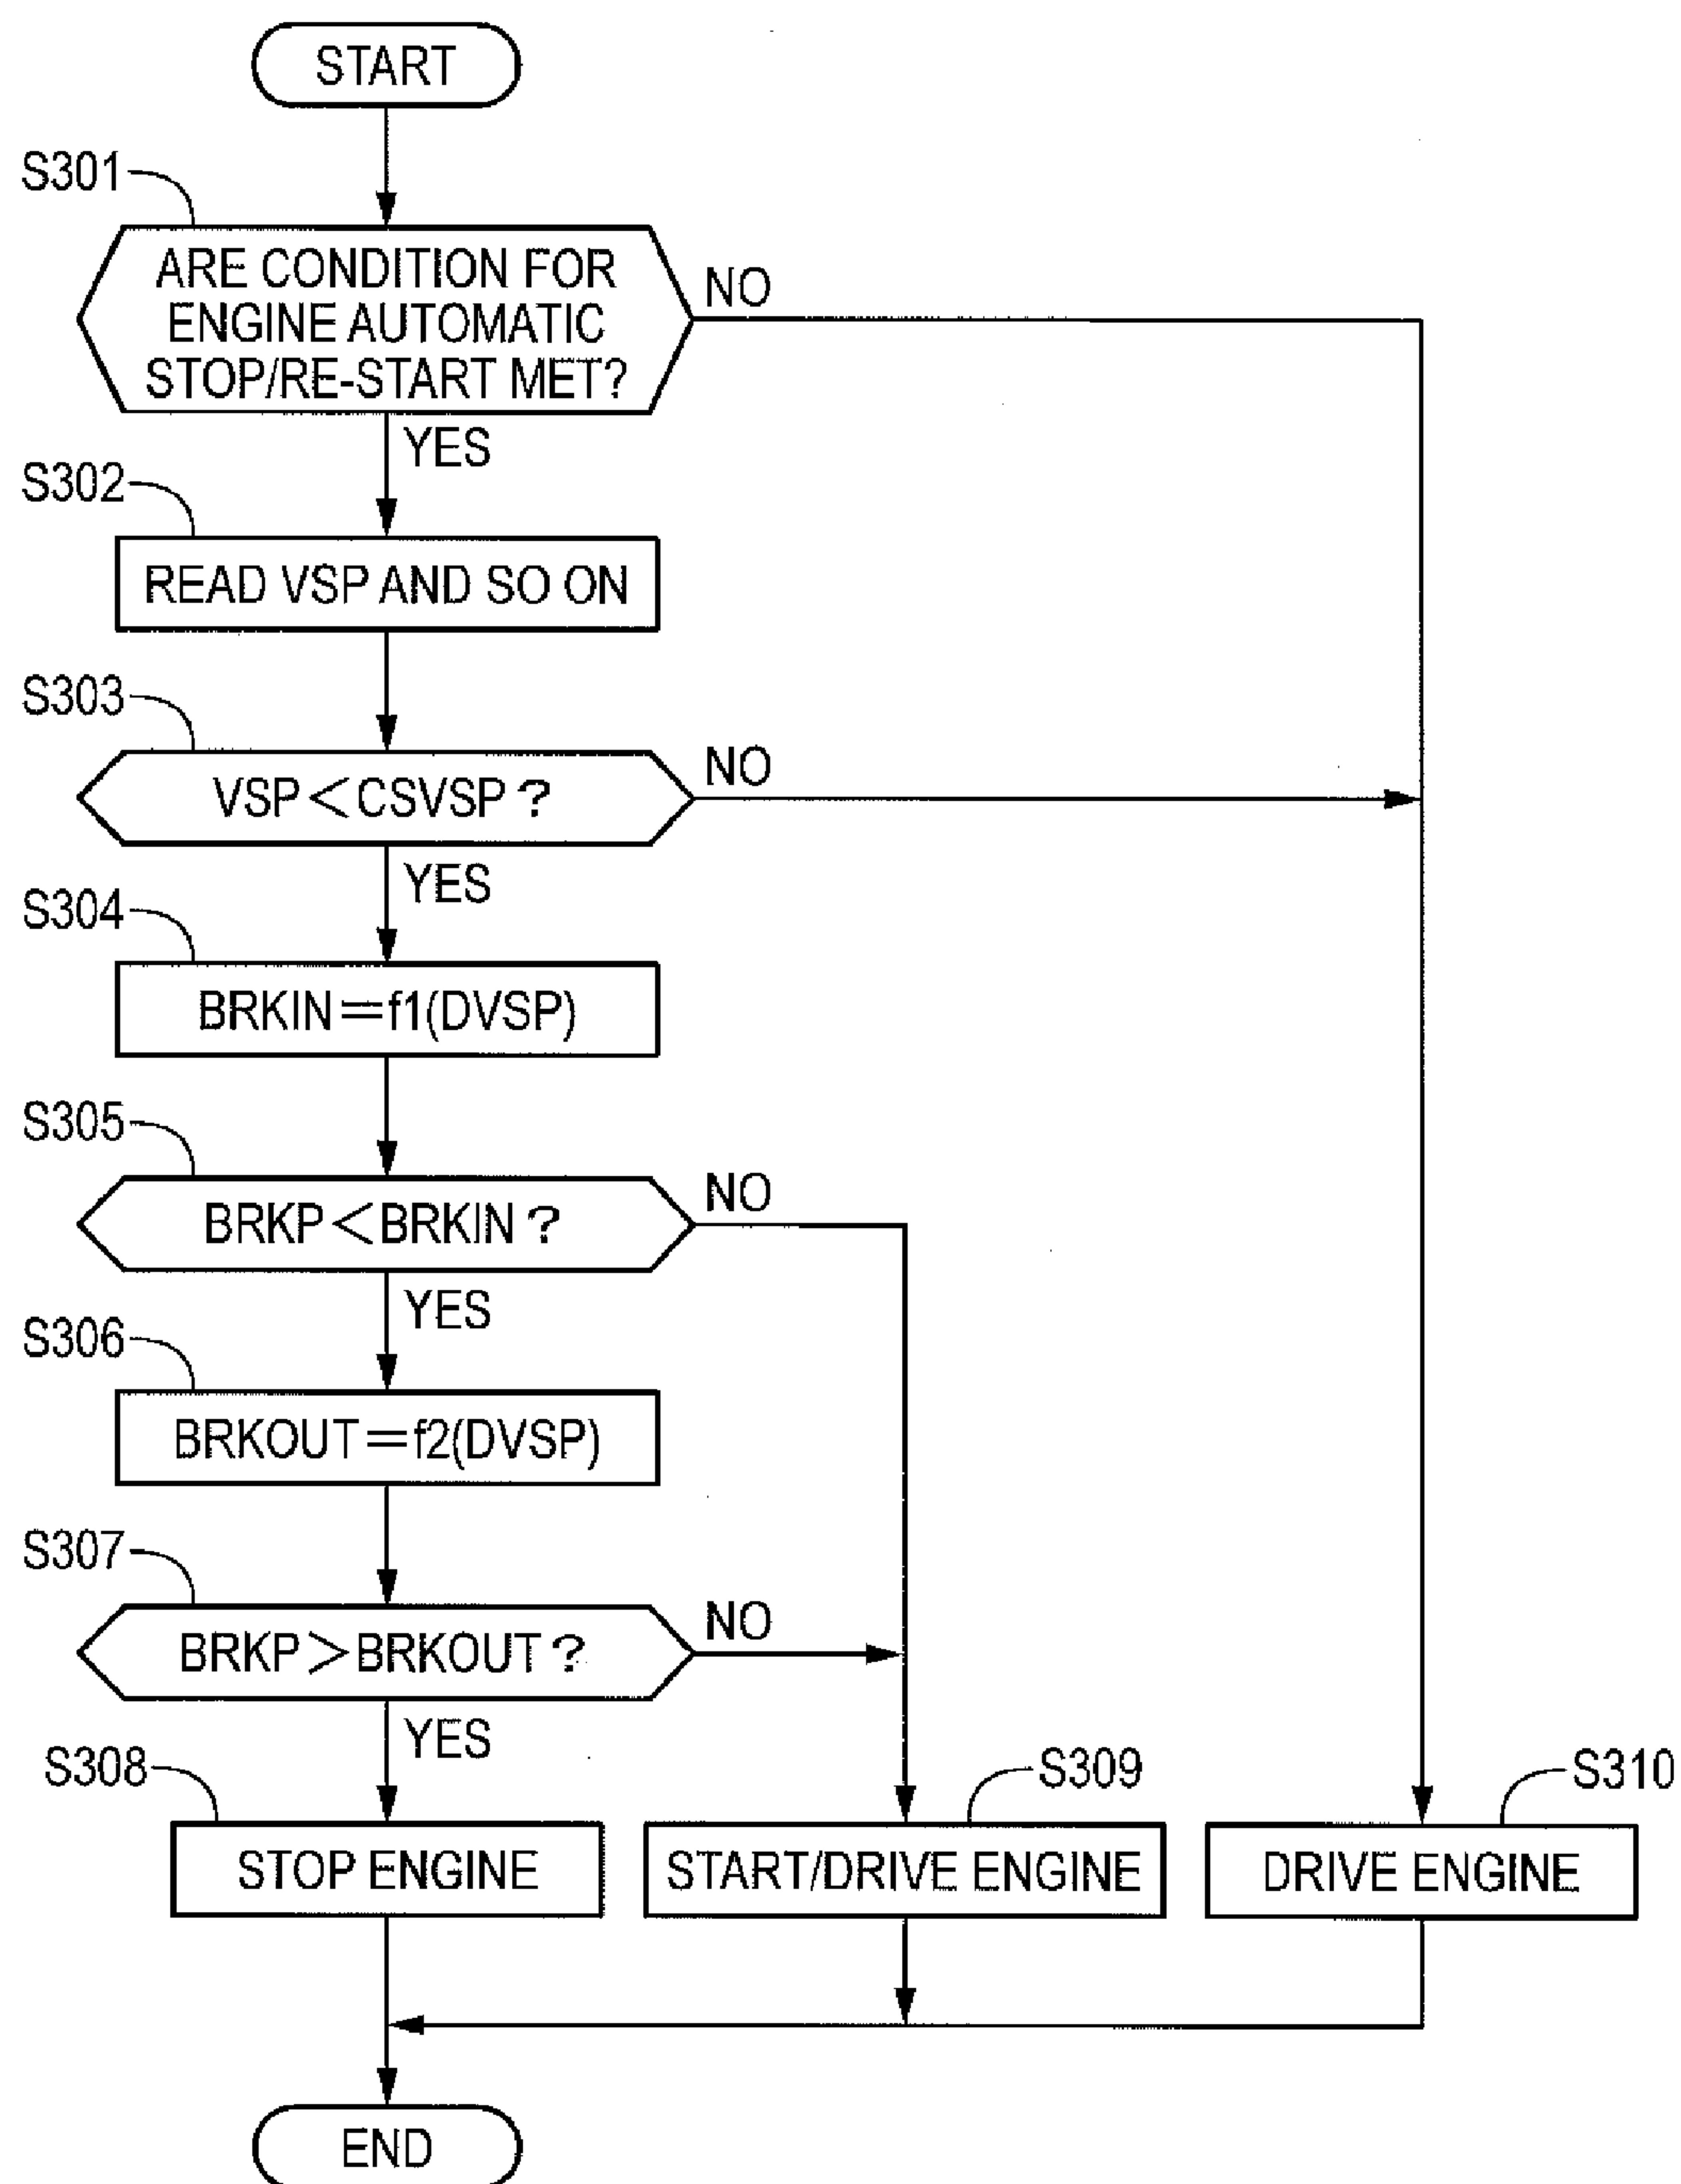 START
S301
ARE CONDITION FOR
ENGINE AUTOMATIC
STOP/RE-START MET?
NO
YES
S302
READ VSP AND SO ON
S303
VSP<CSVSP?
NO
YES
S304
BRKIN=f1(DVSP)
S305
BRKP<BRKIN?
NO
YES
S306
BRKOUT=f2(DVSP)
S307
BRKP>BRKOUT?
NO
YES
S308
STOP ENGINE
S309
START/DRIVE ENGINE
S310
DRIVE ENGINE
END